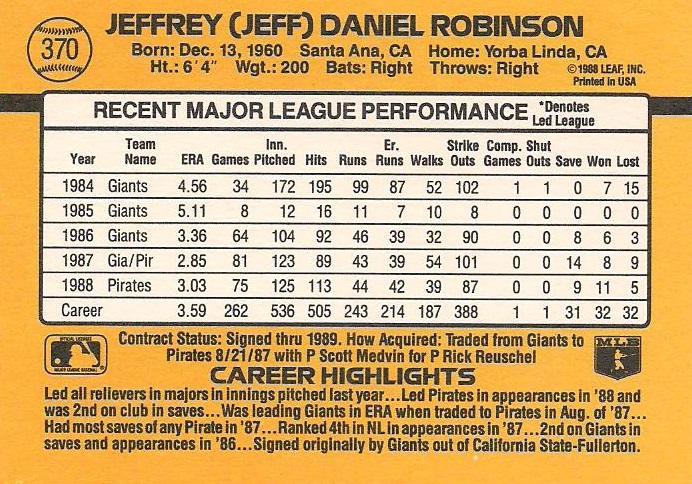 370
JEFFREY (JEFF) DANIEL ROBINSON
Born: Dec. 13, 1960 Santa Ana, CA Home: Yorba Linda, CA
Ht.: 6'4" Wgt.: 200 Bats: Right Throws: Right
©1988 LEAF, INC.
Printed in USA
RECENT MAJOR LEAGUE PERFORMANCE *Denotes Led League
Year Team Name ERA Games Inn. Pitched Hits Runs Er. Runs Walks Strike Outs Comp. Games Shut Outs Save Won Lost
1984 Giants 4.56 34 172 195 99 87 52 102 1 1 0 7 15
1985 Giants 5.11 8 12 16 11 7 10 8 0 0 0 0 0
1986 Giants 3.36 64 104 92 46 39 32 90 0 0 8 6 3
1987 Gia/Pir 2.85 81 123 89 43 39 54 101 0 0 14 8 9
1988 Pirates 3.03 75 125 113 44 42 39 87 0 0 9 11 5
Career 3.59 262 536 505 243 214 187 388 1 1 31 32 32
Contract Status: Signed thru 1989. How Acquired: Traded from Giants to
Pirates 8/21/87 with P Scott Medvin for P Rick Reuschel
MLB
CAREER HIGHLIGHTS
Led all relievers in majors in innings pitched last year...Led Pirates in appearances in '88 and
was 2nd on club in saves...Was leading Giants in ERA when traded to Pirates in Aug. of '87...
Had most saves of any Pirate in '87...Ranked 4th in NL in appearances in '87...2nd on Giants in
saves and appearances in '86...Signed originally by Giants out of California State-Fullerton.